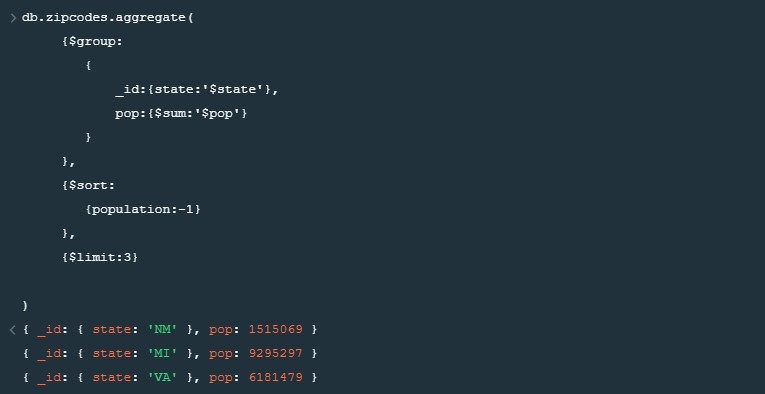 > db.zipcodes.aggregate(
{$group:
{
_id:{state:'$state'},
pop:{$sum:'$pop'}
}
},
{$sort:
{population:-1}
},
{$limit:3}
)
< { _id: { state: 'NM' }, pop: 1515069 }
{ _id: { state: 'MI' }, pop: 9295297 }
{ _id: { state: 'VA' }, pop: 6181479 }